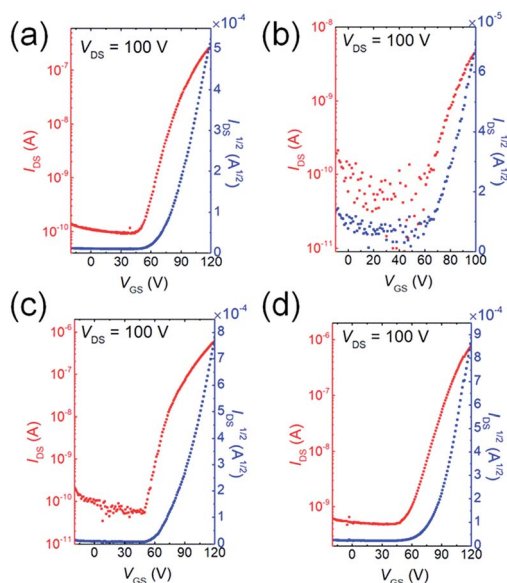 (a)
V_DS = 100 V
10^-7
10^-8
10^-9
10^-10
I_DS (A)
×10^-4
5
4
3
2
1
0
I_DS^1/2 (A^1/2)
0 30 60 90 120
V_GS (V)
(b)
V_DS = 100 V
10^-8
10^-9
10^-10
10^-11
I_DS (A)
×10^-5
6
4
2
0
I_DS^1/2 (A^1/2)
0 20 40 60 80 100
V_GS (V)
(c)
V_DS = 100 V
10^-6
10^-7
10^-8
10^-9
10^-10
10^-11
I_DS (A)
×10^-4
8
7
6
5
4
3
2
1
0
I_DS^1/2 (A^1/2)
0 30 60 90 120
V_GS (V)
(d)
V_DS = 100 V
10^-6
10^-7
10^-8
10^-9
I_DS (A)
×10^-4
9
8
7
6
5
4
3
2
1
0
I_DS^1/2 (A^1/2)
0 30 60 90 120
V_GS (V)